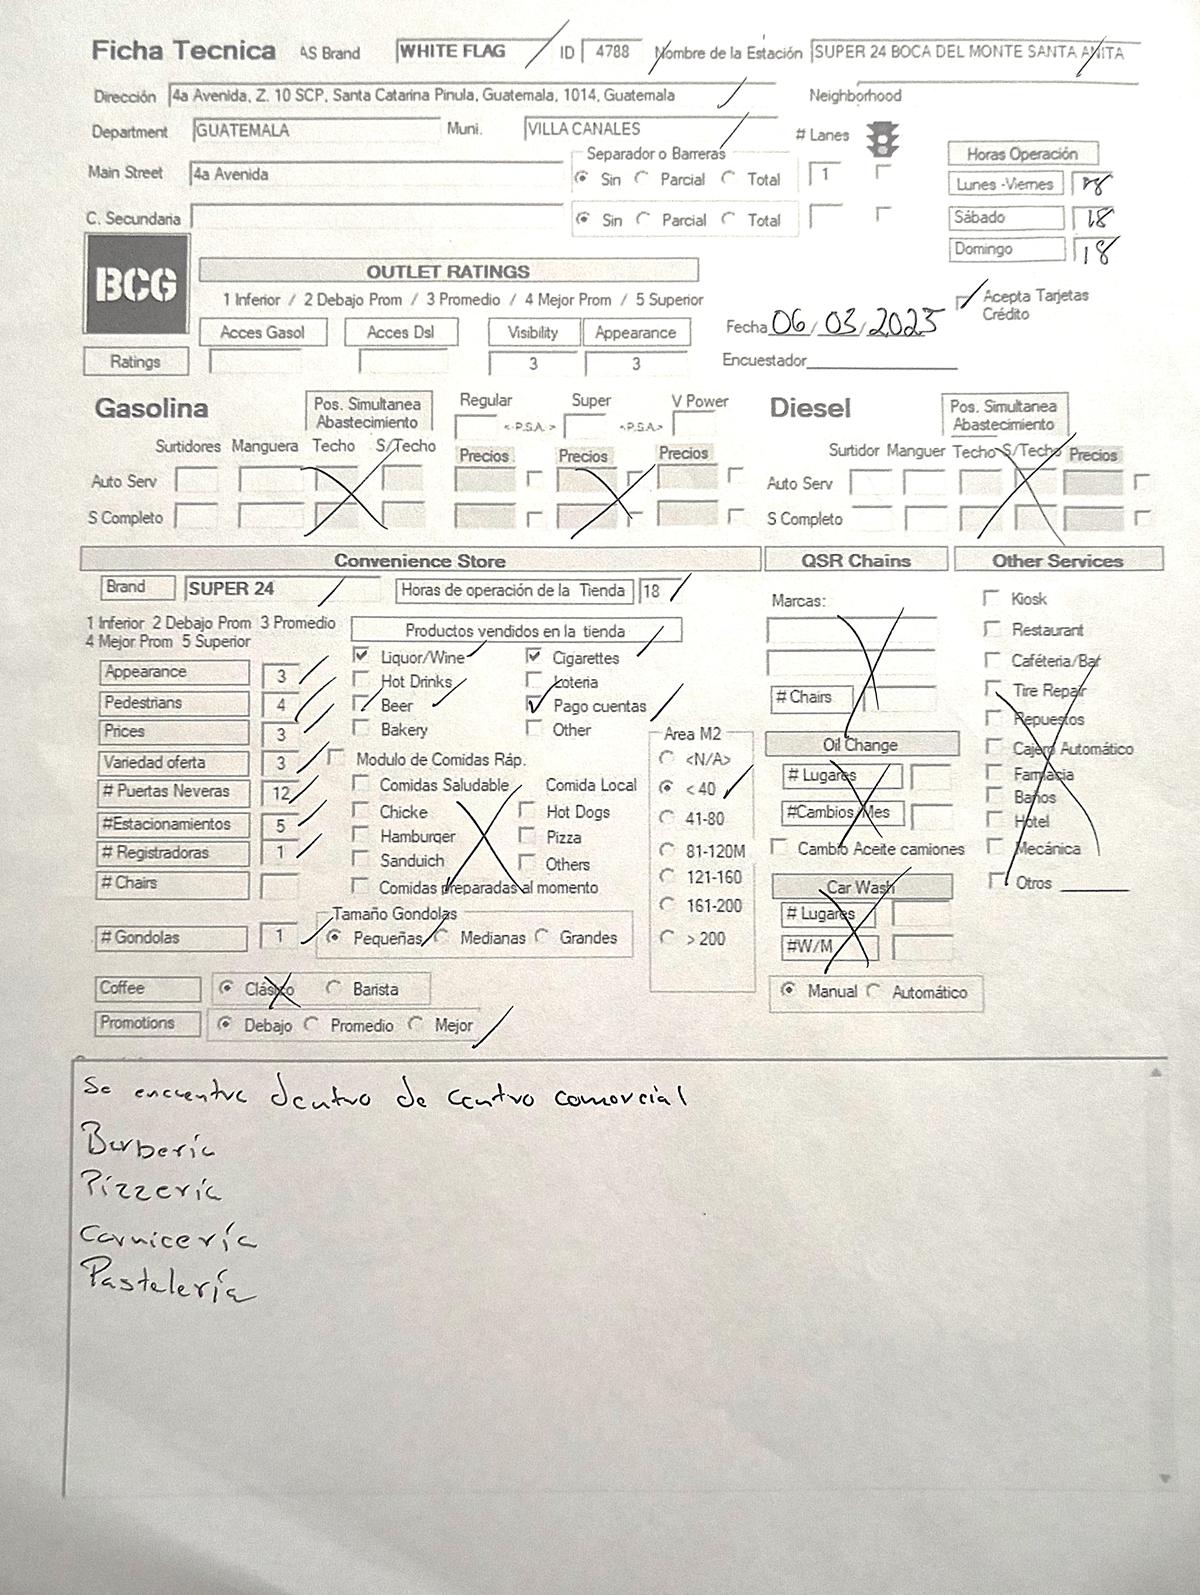 Ficha Tecnica AS Brand WHITE FLAG ID 4788 Nombre de la Estación SUPER 24 BOCA DEL MONTE SANTA ANITA
Dirección 4a Avenida, Z. 10 SCP, Santa Catarina Pinula, Guatemala, 1014, Guatemala Neighborhood
Department GUATEMALA Muni. VILLA CANALES # Lanes
Separador o Barreras Horas Operación
Main Street 4a Avenida Sin Parcial Total 1 Lunes -Viernes 18
C. Secundaria Sin Parcial Total Sábado 18
Domingo 18
BCG
OUTLET RATINGS
1 Inferior / 2 Debajo Prom / 3 Promedio / 4 Mejor Prom / 5 Superior
Acepta Tarjetas
Crédito
Acces Gasol Acces Dsl Visibility Appearance Fecha 06/03/2025
Ratings 3 3 Encuestador
Gasolina Pos. Simultanea Abastecimiento Regular Super V Power Diesel Pos. Simultanea Abastecimiento
<-P.S.A.-> <-P.S.A.->
Surtidores Manguera Techo S/Techo Precios Precios Precios Surtidor Manguer Techo S/Techo Precios
Auto Serv Auto Serv
S Completo S Completo
Convenience Store QSR Chains Other Services
Brand SUPER 24 Horas de operación de la Tienda 18 Marcas: Kiosk
1 Inferior 2 Debajo Prom 3 Promedio
4 Mejor Prom 5 Superior
Productos vendidos en la tienda Restaurant
Appearance 3 Liquor/Wine Cigarettes Caféteria/Bar
Pedestrians 4 Hot Drinks Loteria # Chairs Tire Repair
Prices 3 Beer Pago cuentas Repuestos
Bakery Other Area M2 Oil Change Cajero Automático
Variedad oferta 3 Modulo de Comidas Ráp. <N/A> # Lugares Farmacia
# Puertas Neveras 12 Comidas Saludable Comida Local < 40 Baños
#Estacionamientos 5 Chicke Hot Dogs 41-80 #Cambios/Mes Hotel
# Registradoras 1 Hamburger Pizza 81-120M Cambio Aceite camiones Mecánica
Sanduich Others
# Chairs Comidas preparadas al momento 121-160 Car Wash Otros
Tamaño Gondolas 161-200 # Lugares
# Gondolas 1 Pequeñas Medianas Grandes > 200 #W/M
Coffee Clásico Barista Manual Automático
Promotions Debajo Promedio Mejor
Se encuentra dentro de centro comercial
Barbería
Pizzería
Carnicería
Pastelería